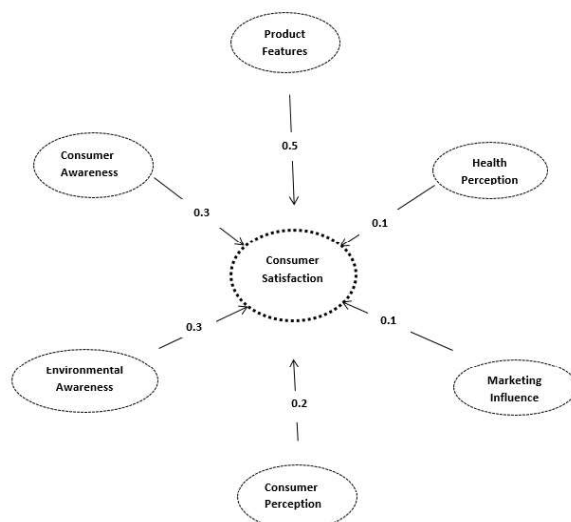 Product
Features
0.5
Consumer
Awareness
Health
Perception
0.3
0.1
Consumer
Satisfaction
0.3
0.1
Environmental
Awareness
Marketing
Influence
0.2
Consumer
Perception